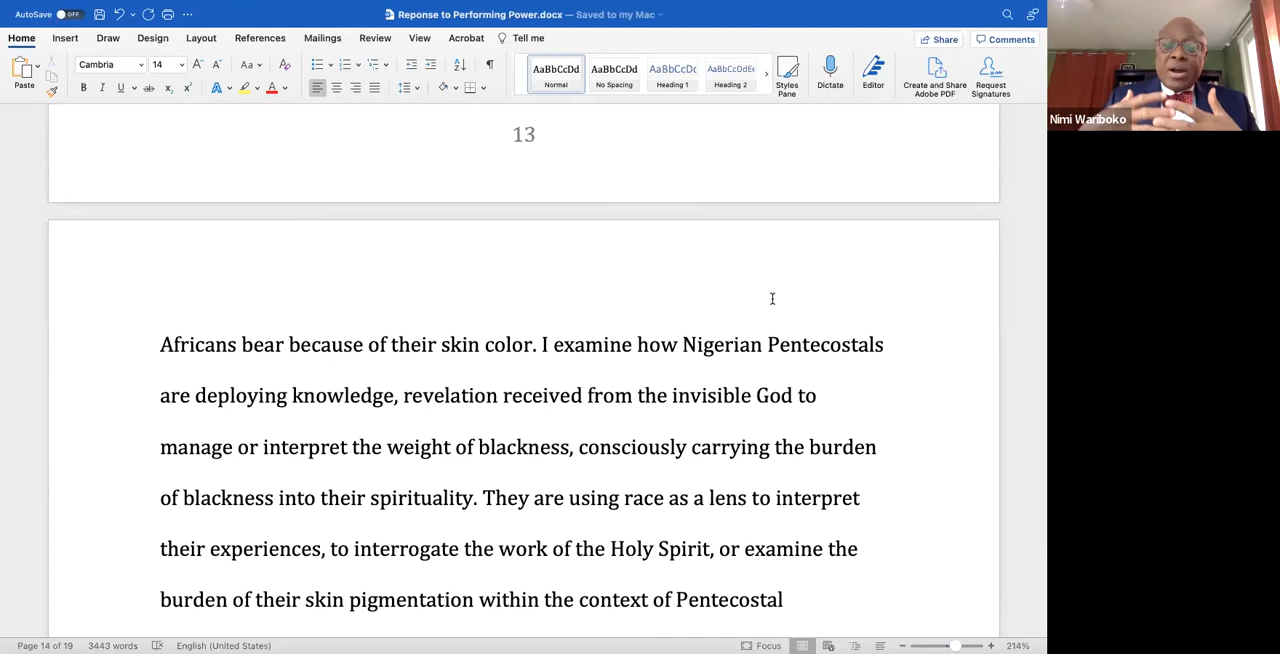 AutoSave OFF
Reponse to Performing Power.docx — Saved to my Mac
Home Insert Draw Design Layout References Mailings Review View Acrobat Tell me
Share Comments
Paste
Cambria 14
AaBbCcDd AaBbCcDd AaBbCcDc AaBbCcDdEe
Normal No Spacing Heading 1 Heading 2
Styles Pane
Dictate
Editor
Create and Share Adobe PDF
Request Signatures
Nimi Wariboko
13
Africans bear because of their skin color. I examine how Nigerian Pentecostals
are deploying knowledge, revelation received from the invisible God to
manage or interpret the weight of blackness, consciously carrying the burden
of blackness into their spirituality. They are using race as a lens to interpret
their experiences, to interrogate the work of the Holy Spirit, or examine the
burden of their skin pigmentation within the context of Pentecostal
Page 14 of 19 3443 words English (United States) Focus 214%